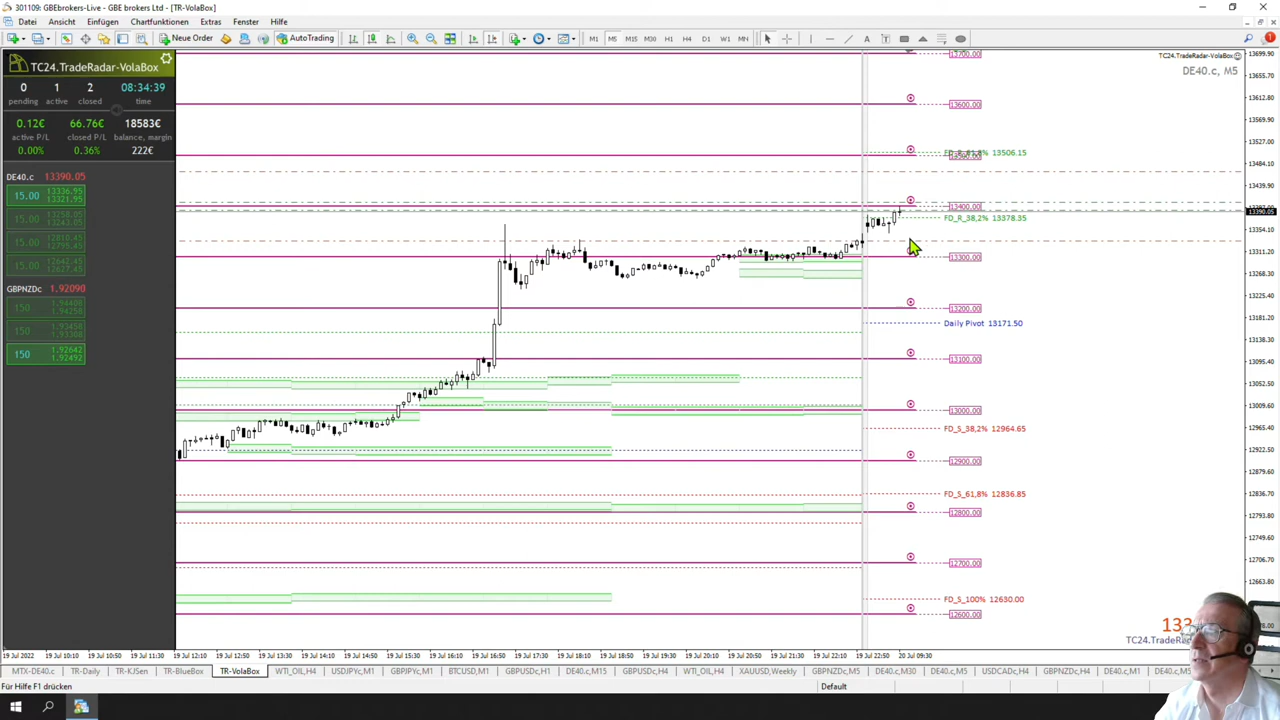 301109: GBEbrokers-Live - GBE brokers Ltd - [TR-VolaBox]
Datei Ansicht Einfügen Chartfunktionen Extras Fenster Hilfe
New Order AutoTrading M1 M5 M15 M30 H1 H4 D1 W1 MN
TC24.TradeRadar-VolaBox
0 1 2 08:34:39
pending active closed time
0.12€ 66.76€ 18583€
active P/L closed P/L balance, margin
0.00% 0.36% 222€
DE40.c 13390.05
15.00 13336.95
13321.95
15.00 13258.05
13243.05
15.00 12810.45
12795.45
15.00 12642.45
12627.45
GBPNZDc 1.92090
150 1.94408
1.94258
150 1.93458
1.93308
150 1.92642
1.92492
TC24.TradeRadar-VolaBox
DE40.c, M5
13700.00
13600.00
FD_R_61,8% 13506.15
13500.00
13400.00
FD_R_38,2% 13378.35
13300.00
13200.00
Daily Pivot 13171.50
13100.00
13000.00
FD_S_38,2% 12964.65
12900.00
FD_S_61,8% 12836.85
12800.00
12700.00
FD_S_100% 12630.00
12600.00
13699.90
13655.70
13612.80
13569.90
13527.00
13484.10
13439.90
13390.05
13354.10
13311.20
13268.30
13225.40
13181.20
13138.30
13095.40
13052.50
13009.60
12965.40
12922.50
12879.60
12836.70
12793.80
12749.60
12706.70
12663.80
TC24.TradeRa
19 Jul 2022 19 Jul 10:10 19 Jul 10:50 19 Jul 11:30 19 Jul 12:10 19 Jul 12:50 19 Jul 13:30 19 Jul 14:10 19 Jul 14:50 19 Jul 15:30 19 Jul 16:10 19 Jul 16:50 19 Jul 17:30 19 Jul 18:10 19 Jul 18:50 19 Jul 19:30 19 Jul 20:10 19 Jul 20:50 19 Jul 21:30 19 Jul 22:10 19 Jul 22:50 20 Jul 09:30
MTX-DE40.c TR-Daily TR-KJSen TR-BlueBox TR-VolaBox WTI_OIL,H4 USDJPYc,M1 GBPJPYc,M1 BTCUSD,M1 GBPUSDc,H1 DE40.c,M15 GBPUSDc,H4 WTI_OIL,H4 XAUUSD,Weekly GBPNZDc,M5 DE40.c,M30 DE40.c,M5 USDCADc,H4 GBPNZDc,H4 DE40.c,M1
Für Hilfe F1 drücken Default